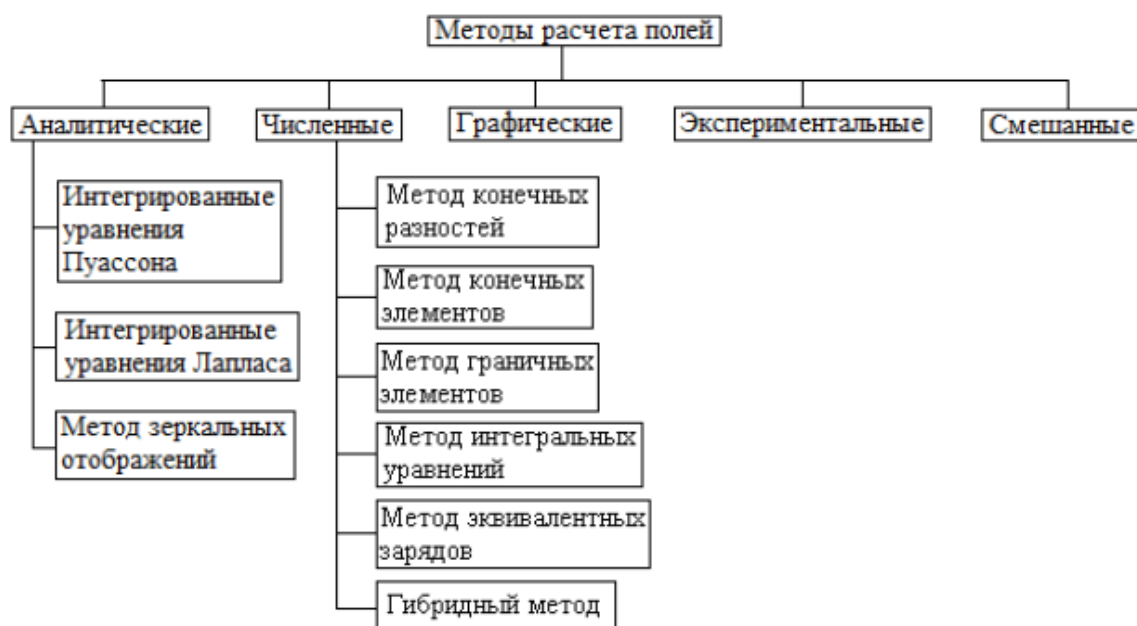 Методы расчета полей
Аналитические
Численные
Графические
Экспериментальные
Смешанные
Интегрированные
уравнения
Пуассона
Интегрированные
уравнения Лапласа
Метод зеркальных
отображений
Метод конечных
разностей
Метод конечных
элементов
Метод граничных
элементов
Метод интегральных
уравнений
Метод эквивалентных
зарядов
Гибридный метод